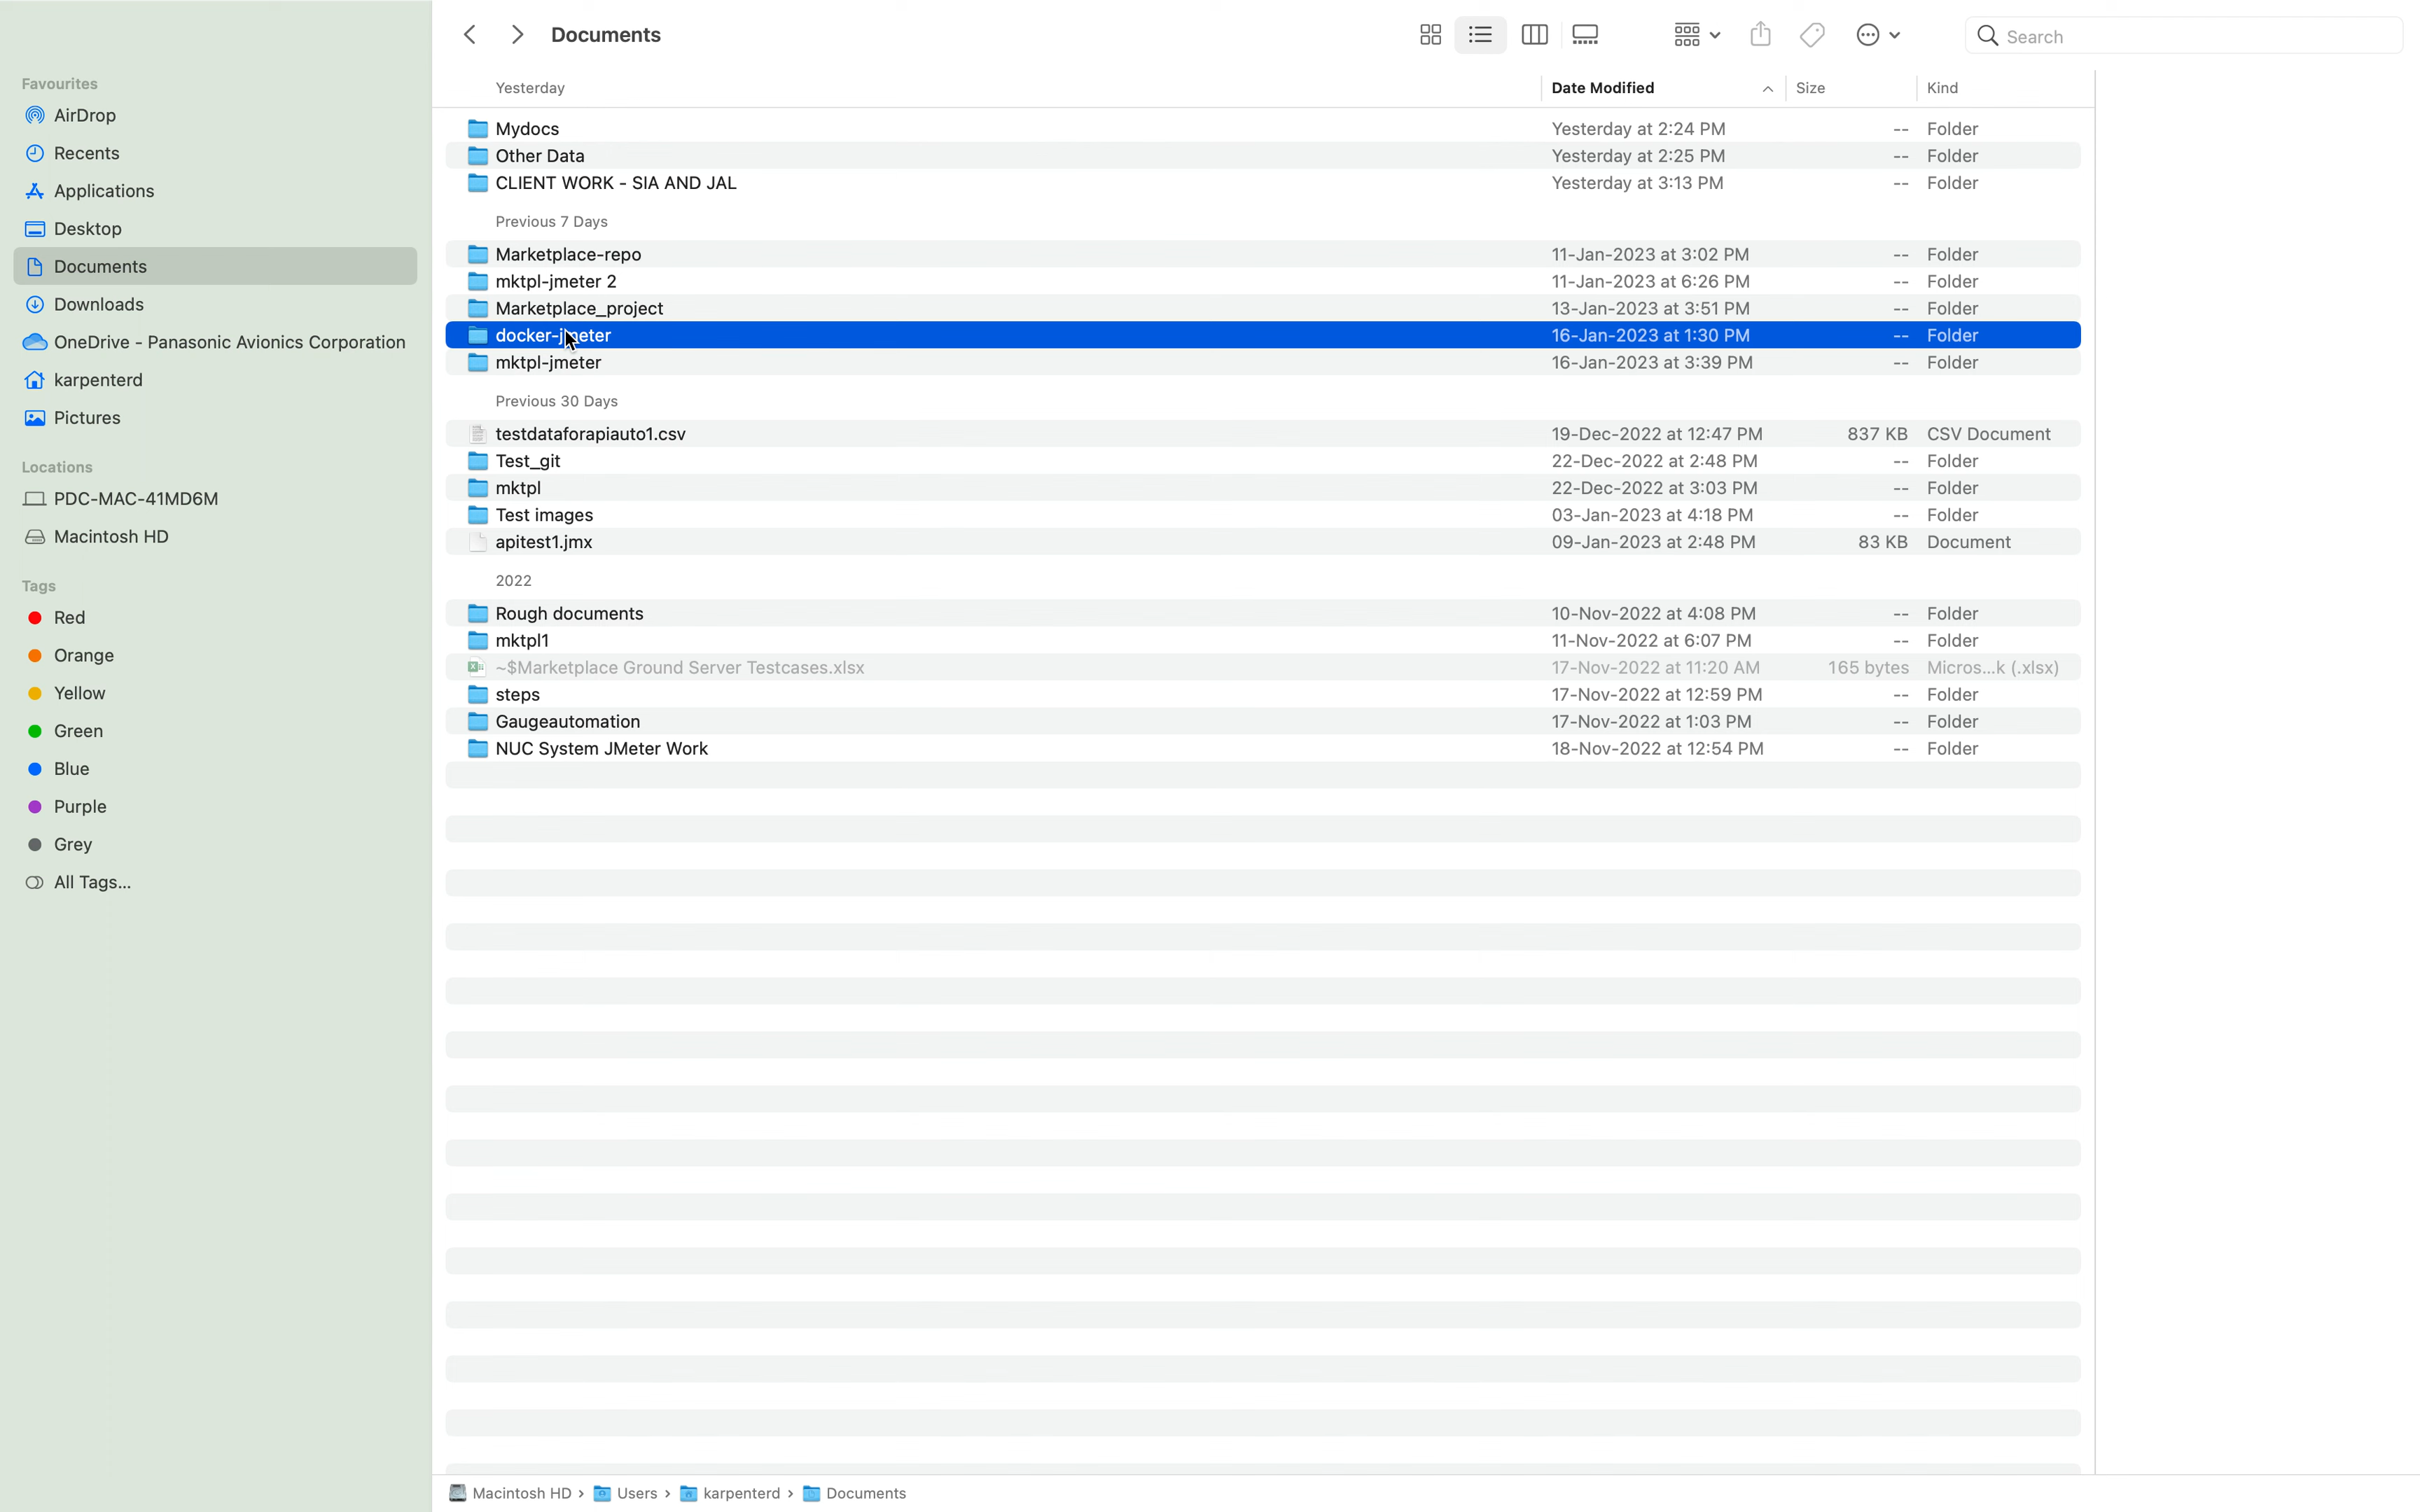 Documents
Search
Favourites
AirDrop
Recents
Applications
Desktop
Documents
Downloads
OneDrive - Panasonic Avionics Corporation
karpenterd
Pictures
Locations
PDC-MAC-41MD6M
Macintosh HD
Tags
Red
Orange
Yellow
Green
Blue
Purple
Grey
All Tags...
Yesterday Date Modified Size Kind
Mydocs Yesterday at 2:24 PM -- Folder
Other Data Yesterday at 2:25 PM -- Folder
CLIENT WORK - SIA AND JAL Yesterday at 3:13 PM -- Folder
Previous 7 Days
Marketplace-repo 11-Jan-2023 at 3:02 PM -- Folder
mktpl-jmeter 2 11-Jan-2023 at 6:26 PM -- Folder
Marketplace_project 13-Jan-2023 at 3:51 PM -- Folder
docker-jmeter 16-Jan-2023 at 1:30 PM -- Folder
mktpl-jmeter 16-Jan-2023 at 3:39 PM -- Folder
Previous 30 Days
testdataforapiauto1.csv 19-Dec-2022 at 12:47 PM 837 KB CSV Document
Test_git 22-Dec-2022 at 2:48 PM -- Folder
mktpl 22-Dec-2022 at 3:03 PM -- Folder
Test images 03-Jan-2023 at 4:18 PM -- Folder
apitest1.jmx 09-Jan-2023 at 2:48 PM 83 KB Document
2022
Rough documents 10-Nov-2022 at 4:08 PM -- Folder
mktpl1 11-Nov-2022 at 6:07 PM -- Folder
~$Marketplace Ground Server Testcases.xlsx 17-Nov-2022 at 11:20 AM 165 bytes Micros...k (.xlsx)
steps 17-Nov-2022 at 12:59 PM -- Folder
Gaugeautomation 17-Nov-2022 at 1:03 PM -- Folder
NUC System JMeter Work 18-Nov-2022 at 12:54 PM -- Folder
Macintosh HD › Users › karpenterd › Documents